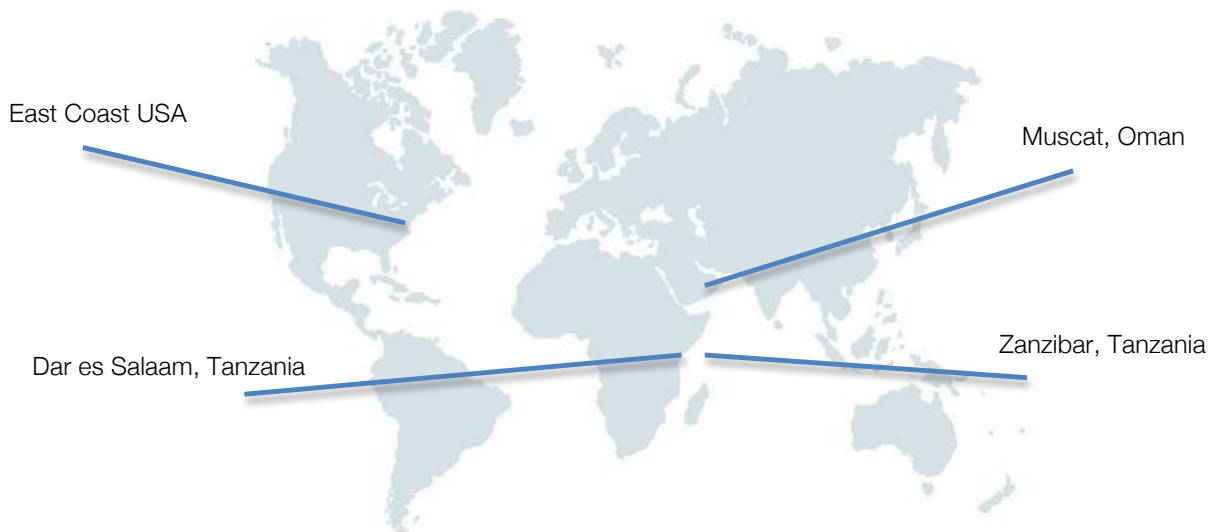 East Coast USA
Muscat, Oman
Dar es Salaam, Tanzania
Zanzibar, Tanzania